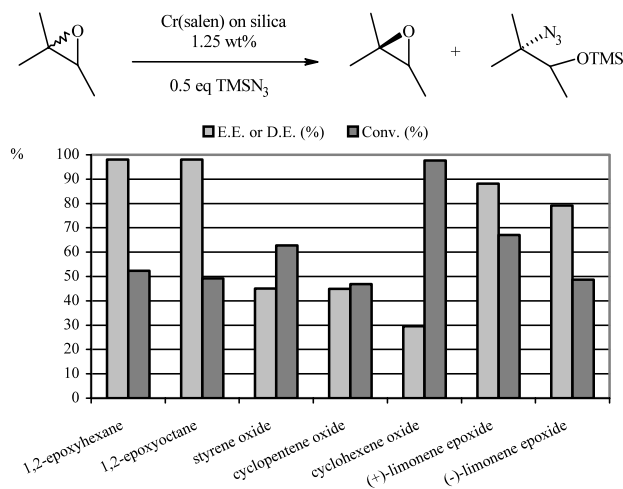 Cr(salen) on silica
1.25 wt%
0.5 eq TMSN3
O
O
+
N3
OTMS
E.E. or D.E. (%) Conv. (%)
%
100
90
80
70
60
50
40
30
20
10
0
1,2-epoxyhexane
1,2-epoxyoctane
styrene oxide
cyclopentene oxide
cyclohexene oxide
(+)-limonene epoxide
(-)-limonene epoxide